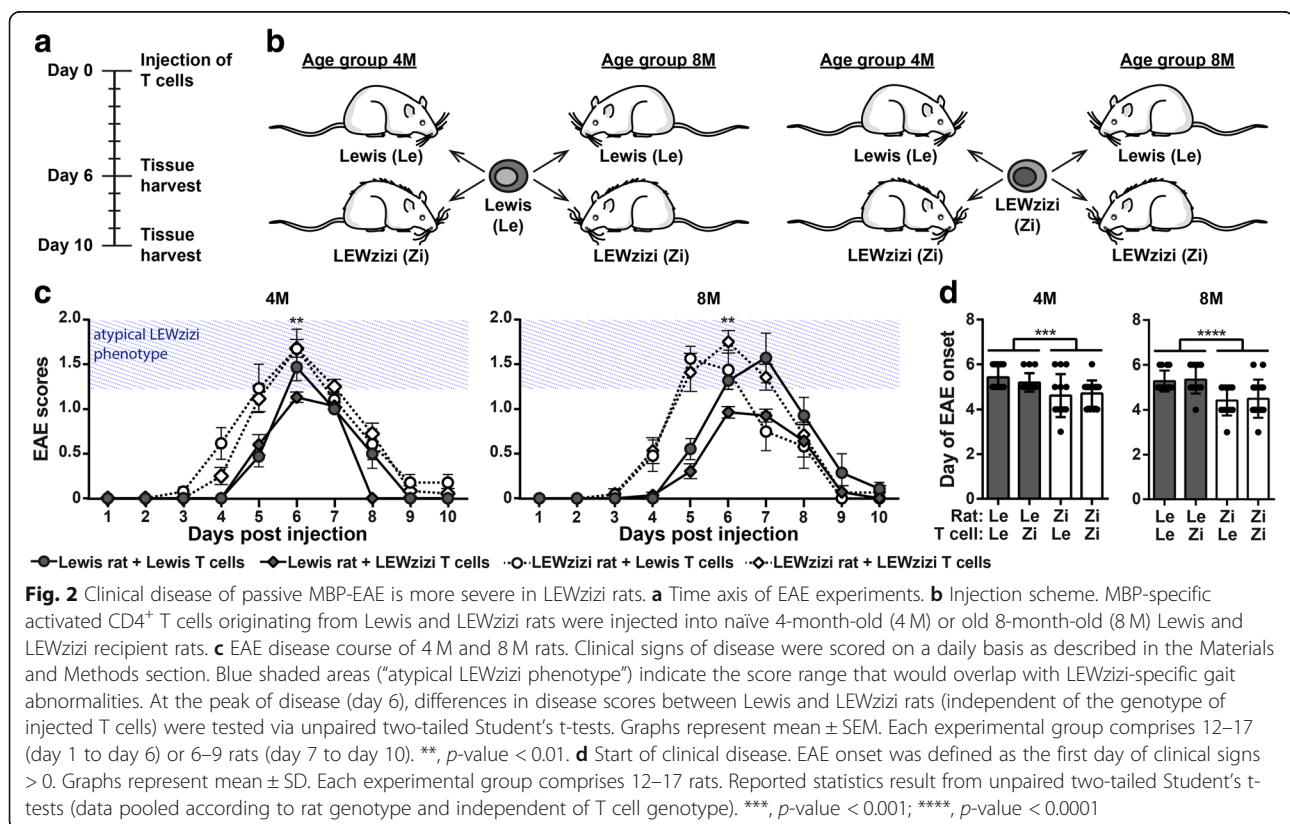 a
Day 0
Injection of
T cells
Day 6
Tissue
harvest
Day 10
Tissue
harvest
b
Age group 4M
Age group 8M
Age group 4M
Age group 8M
Lewis (Le)
Lewis (Le)
Lewis (Le)
Lewis (Le)
Lewis
(Le)
LEWzizi
(Zi)
LEWzizi (Zi)
LEWzizi (Zi)
LEWzizi (Zi)
LEWzizi (Zi)
c
4M
EAE scores
2.0
1.5
1.0
0.5
0
atypical LEWzizi
phenotype
**
1 2 3 4 5 6 7 8 9 10
Days post injection
8M
2.0
1.5
1.0
0.5
0
**
1 2 3 4 5 6 7 8 9 10
Days post injection
Lewis rat + Lewis T cells
Lewis rat + LEWzizi T cells
LEWzizi rat + Lewis T cells
LEWzizi rat + LEWzizi T cells
d
4M
Day of EAE onset
8
6
4
2
0
***
8M
8
6
4
2
0
****
Rat: Le Le Zi Zi Le Le Zi Zi
T cell: Le Zi Le Zi Le Zi Le Zi
Fig. 2 Clinical disease of passive MBP-EAE is more severe in LEWzizi rats. a Time axis of EAE experiments. b Injection scheme. MBP-specific
activated CD4+ T cells originating from Lewis and LEWzizi rats were injected into naïve 4-month-old (4 M) or old 8-month-old (8 M) Lewis and
LEWzizi recipient rats. c EAE disease course of 4 M and 8 M rats. Clinical signs of disease were scored on a daily basis as described in the Materials
and Methods section. Blue shaded areas (“atypical LEWzizi phenotype”) indicate the score range that would overlap with LEWzizi-specific gait
abnormalities. At the peak of disease (day 6), differences in disease scores between Lewis and LEWzizi rats (independent of the genotype of
injected T cells) were tested via unpaired two-tailed Student’s t-tests. Graphs represent mean ± SEM. Each experimental group comprises 12–17
(day 1 to day 6) or 6–9 rats (day 7 to day 10). **, p-value < 0.01. d Start of clinical disease. EAE onset was defined as the first day of clinical signs
> 0. Graphs represent mean ± SD. Each experimental group comprises 12–17 rats. Reported statistics result from unpaired two-tailed Student’s t-
tests (data pooled according to rat genotype and independent of T cell genotype). ***, p-value < 0.001; ****, p-value < 0.0001